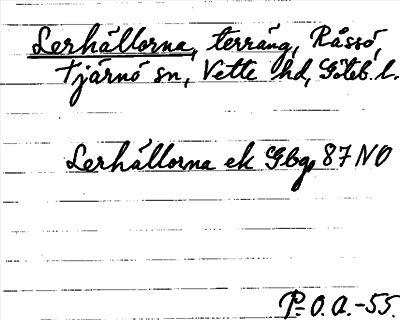 Lerhällorna, terräng, Råssö,
Tjärnö sn, Vette hd, Göteb. l.
Lerhällorna ek Gbg 87 NO
P. O. A. -55.